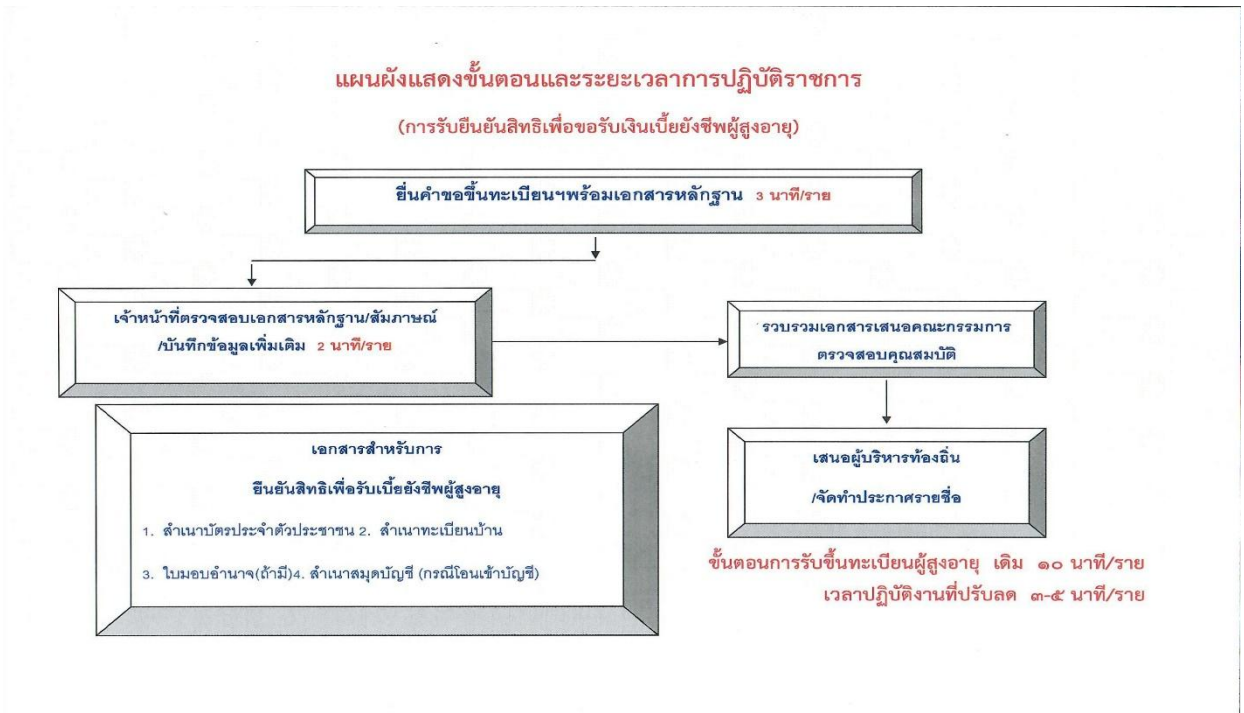 แผนผังแสดงขั้นตอนและระยะเวลาการปฏิบัติราชการ
(การรับยืนยันสิทธิเพื่อขอรับเงินเบี้ยยังชีพผู้สูงอายุ)
ยื่นคำขอขึ้นทะเบียนฯพร้อมเอกสารหลักฐาน 3 นาที/ราย
เจ้าหน้าที่ตรวจสอบเอกสารหลักฐาน/สัมภาษณ์
/บันทึกข้อมูลเพิ่มเติม 2 นาที/ราย
รวบรวมเอกสารเสนอคณะกรรมการ
ตรวจสอบคุณสมบัติ
เอกสารสำหรับการ
ยืนยันสิทธิเพื่อรับเบี้ยยังชีพผู้สูงอายุ
1. สำเนาบัตรประจำตัวประชาชน 2. สำเนาทะเบียนบ้าน
3. ใบมอบอำนาจ(ถ้ามี)4. สำเนาสมุดบัญชี (กรณีโอนเข้าบัญชี)
เสนอผู้บริหารท้องถิ่น
/จัดทำประกาศรายชื่อ
ขั้นตอนการรับขึ้นทะเบียนผู้สูงอายุ เดิม ๑๐ นาที/ราย
เวลาปฏิบัติงานที่ปรับลด ๓-๕ นาที/ราย